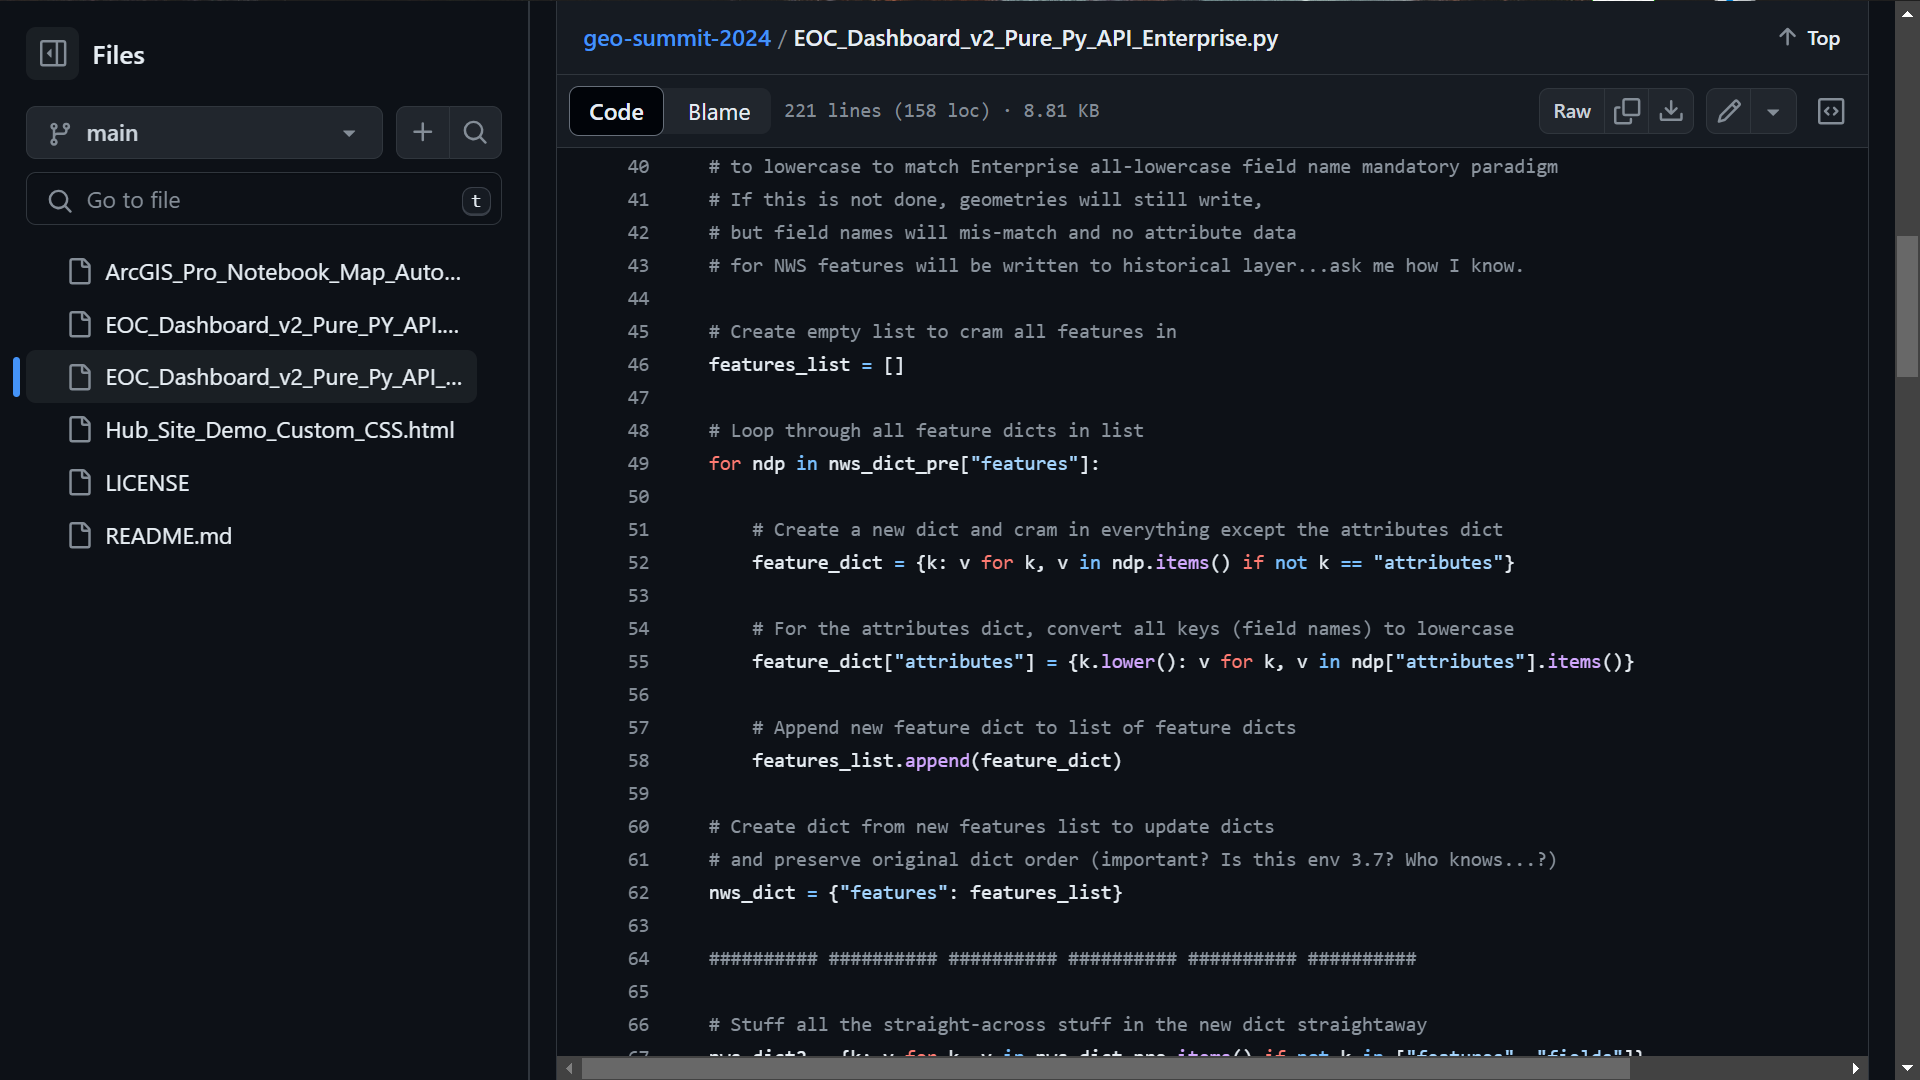 Files
main
Go to file
t
ArcGIS_Pro_Notebook_Map_Auto...
EOC_Dashboard_v2_Pure_PY_API....
EOC_Dashboard_v2_Pure_Py_API_...
Hub_Site_Demo_Custom_CSS.html
LICENSE
README.md
geo-summit-2024 / EOC_Dashboard_v2_Pure_Py_API_Enterprise.py
Top
Code Blame 221 lines (158 loc) · 8.81 KB
Raw
40 # to lowercase to match Enterprise all-lowercase field name mandatory paradigm
41 # If this is not done, geometries will still write,
42 # but field names will mis-match and no attribute data
43 # for NWS features will be written to historical layer...ask me how I know.
44
45 # Create empty list to cram all features in
46 features_list = []
47
48 # Loop through all feature dicts in list
49 for ndp in nws_dict_pre["features"]:
50
51 # Create a new dict and cram in everything except the attributes dict
52 feature_dict = {k: v for k, v in ndp.items() if not k == "attributes"}
53
54 # For the attributes dict, convert all keys (field names) to lowercase
55 feature_dict["attributes"] = {k.lower(): v for k, v in ndp["attributes"].items()}
56
57 # Append new feature dict to list of feature dicts
58 features_list.append(feature_dict)
59
60 # Create dict from new features list to update dicts
61 # and preserve original dict order (important? Is this env 3.7? Who knows...?)
62 nws_dict = {"features": features_list}
63
64 ########## ########## ########## ########## ########## ##########
65
66 # Stuff all the straight-across stuff in the new dict straightaway
67 nws_dict2 = {k: v for k, v in nws_dict_pre.items() if not k in ["features", "fields"]}